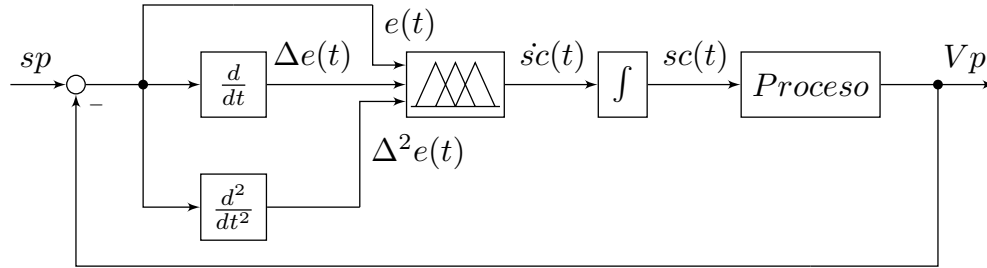 e(t)
sp
Δe(t)
ṡc(t)
sc(t)
Vp
d/dt
∫
Proceso
−
Δ²e(t)
d²/dt²